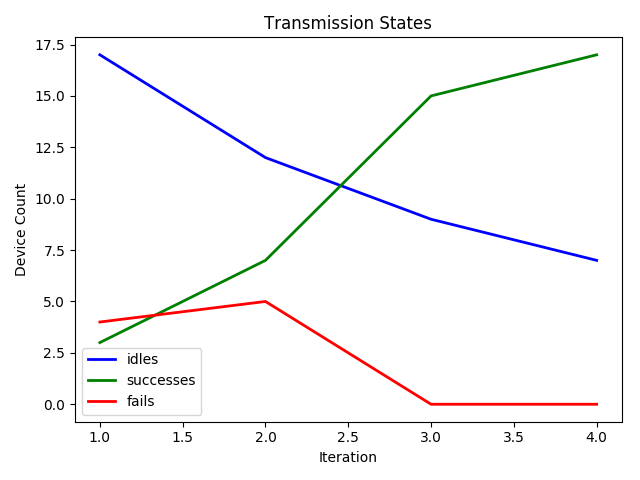 Transmission States
17.5
15.0
12.5
10.0
7.5
5.0
2.5
0.0
Device Count
idles
successes
fails
1.0 1.5 2.0 2.5 3.0 3.5 4.0
Iteration